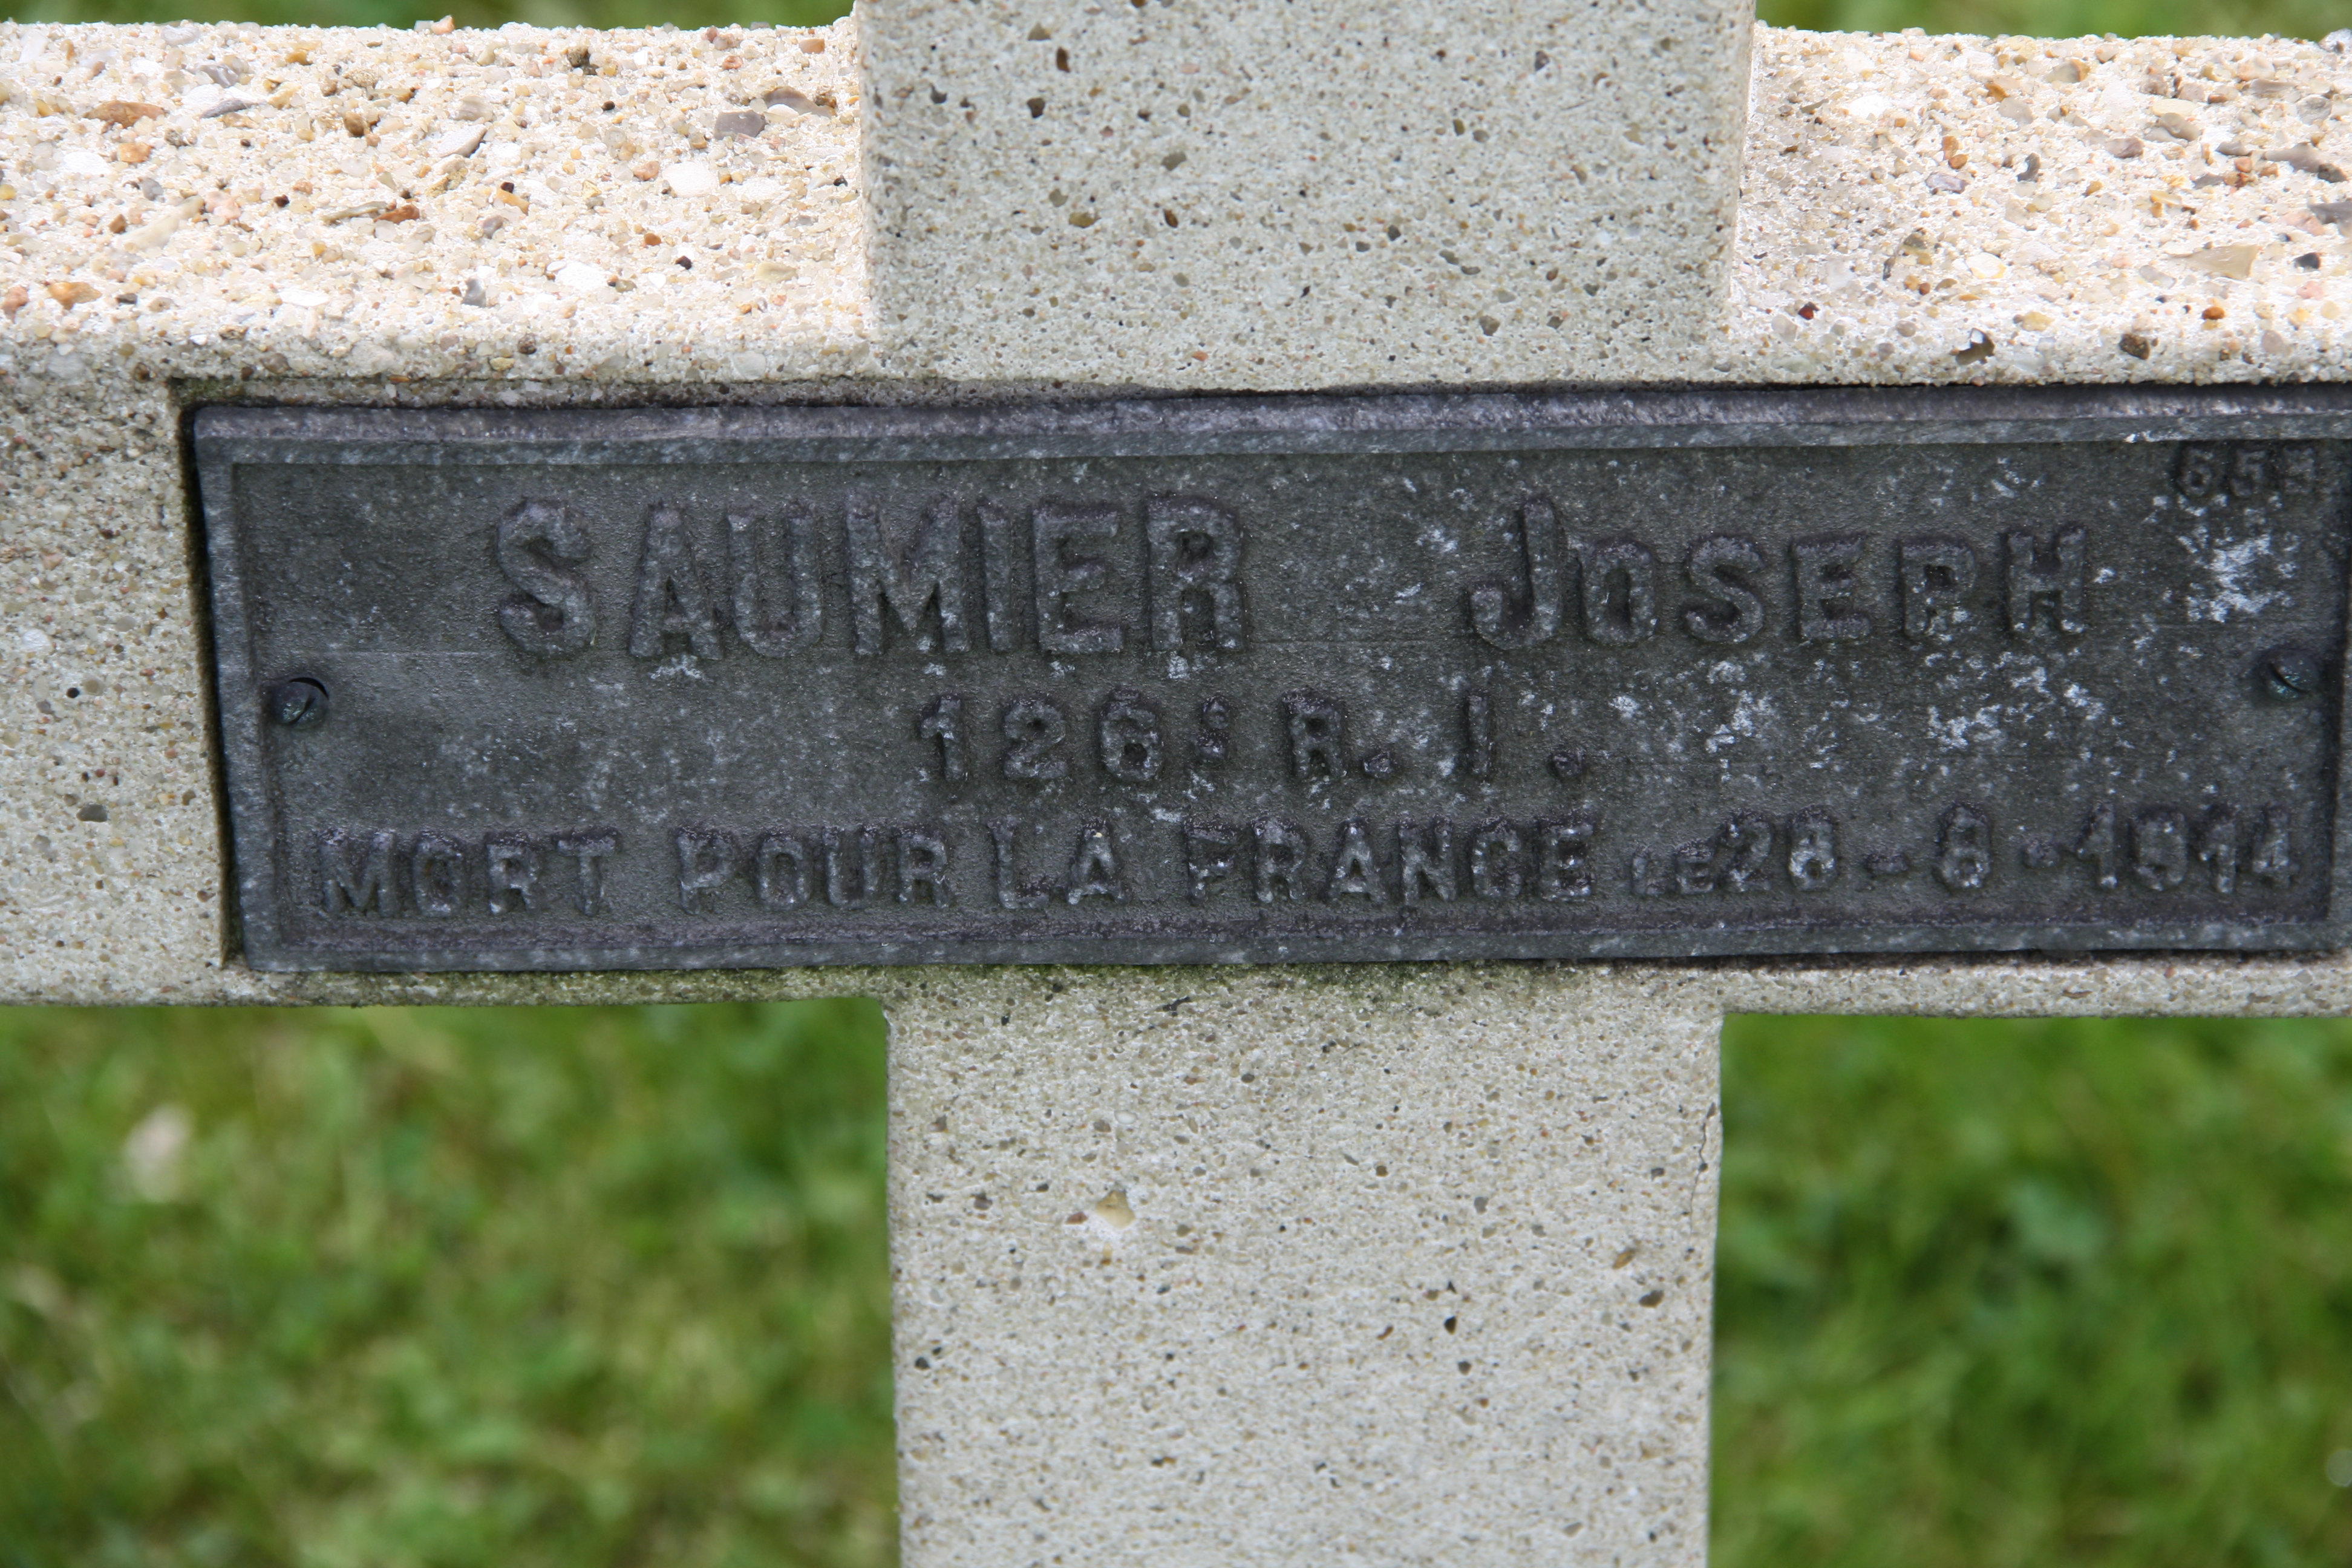 SAUMIER JOSEPH
126e R. I.
MORT POUR LA FRANCE LE 28-8-1914